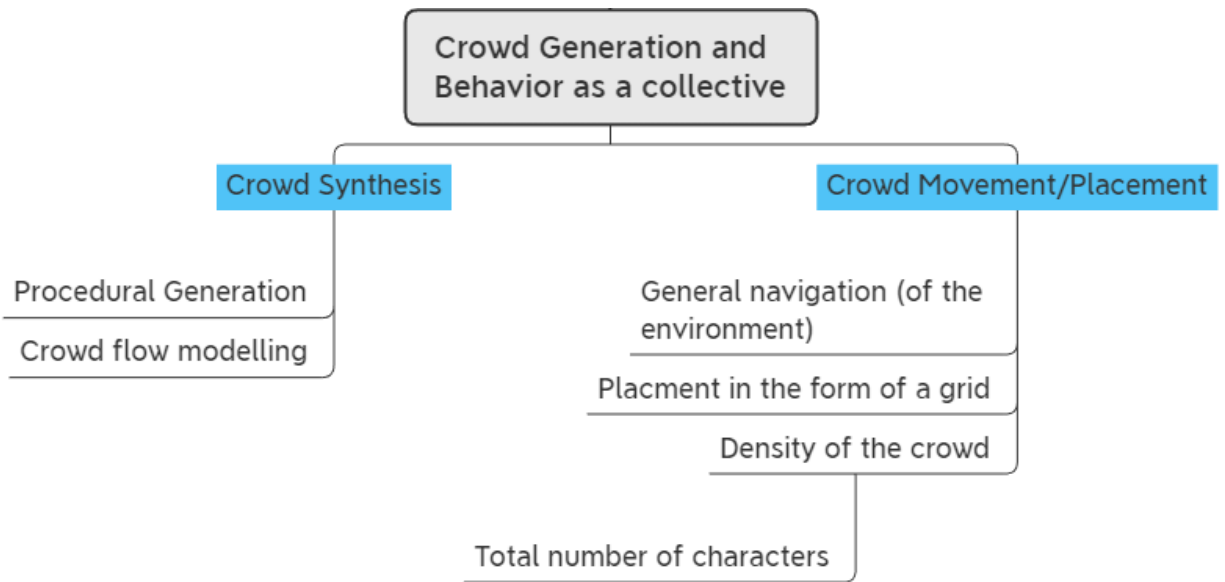 Crowd Generation and
Behavior as a collective
Crowd Synthesis
Crowd Movement/Placement
Procedural Generation
Crowd flow modelling
General navigation (of the
environment)
Placment in the form of a grid
Density of the crowd
Total number of characters